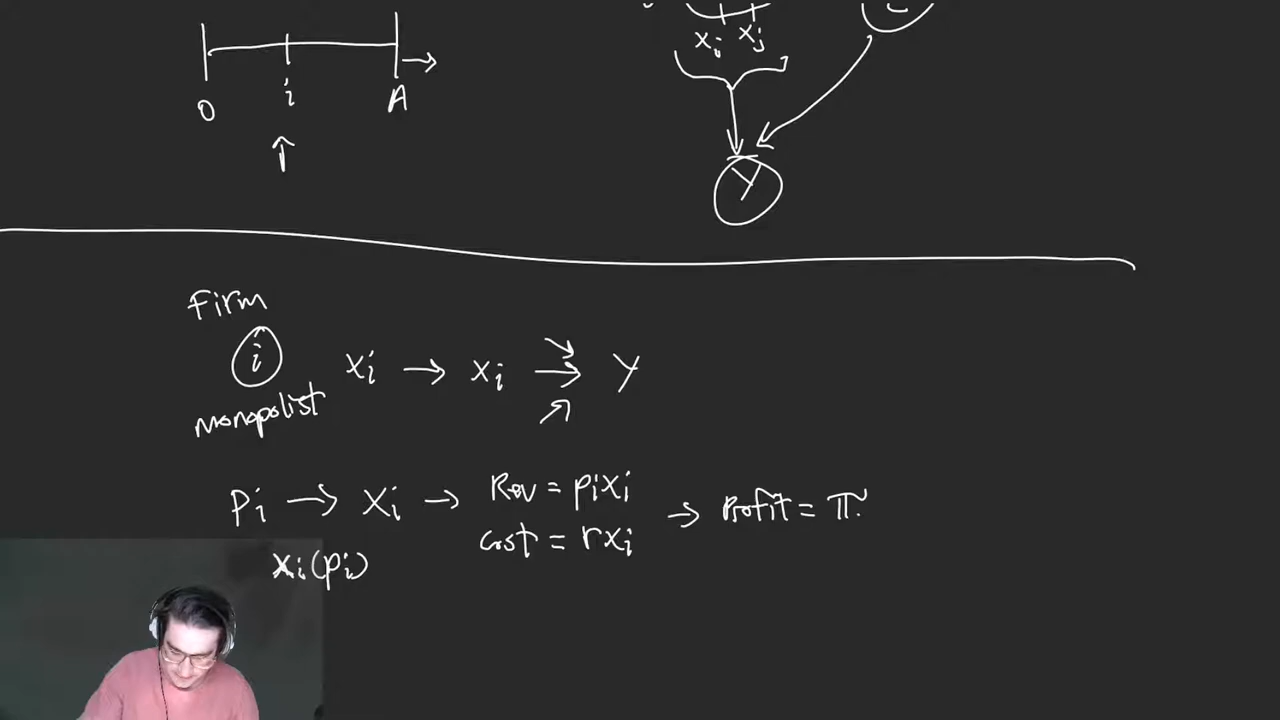 xi xj
0 i A
Y
Firm
i xi → xi → Y
monopolist
pi → xi → Rev = pixi → Profit = π
cost = rxi
xi(pi)